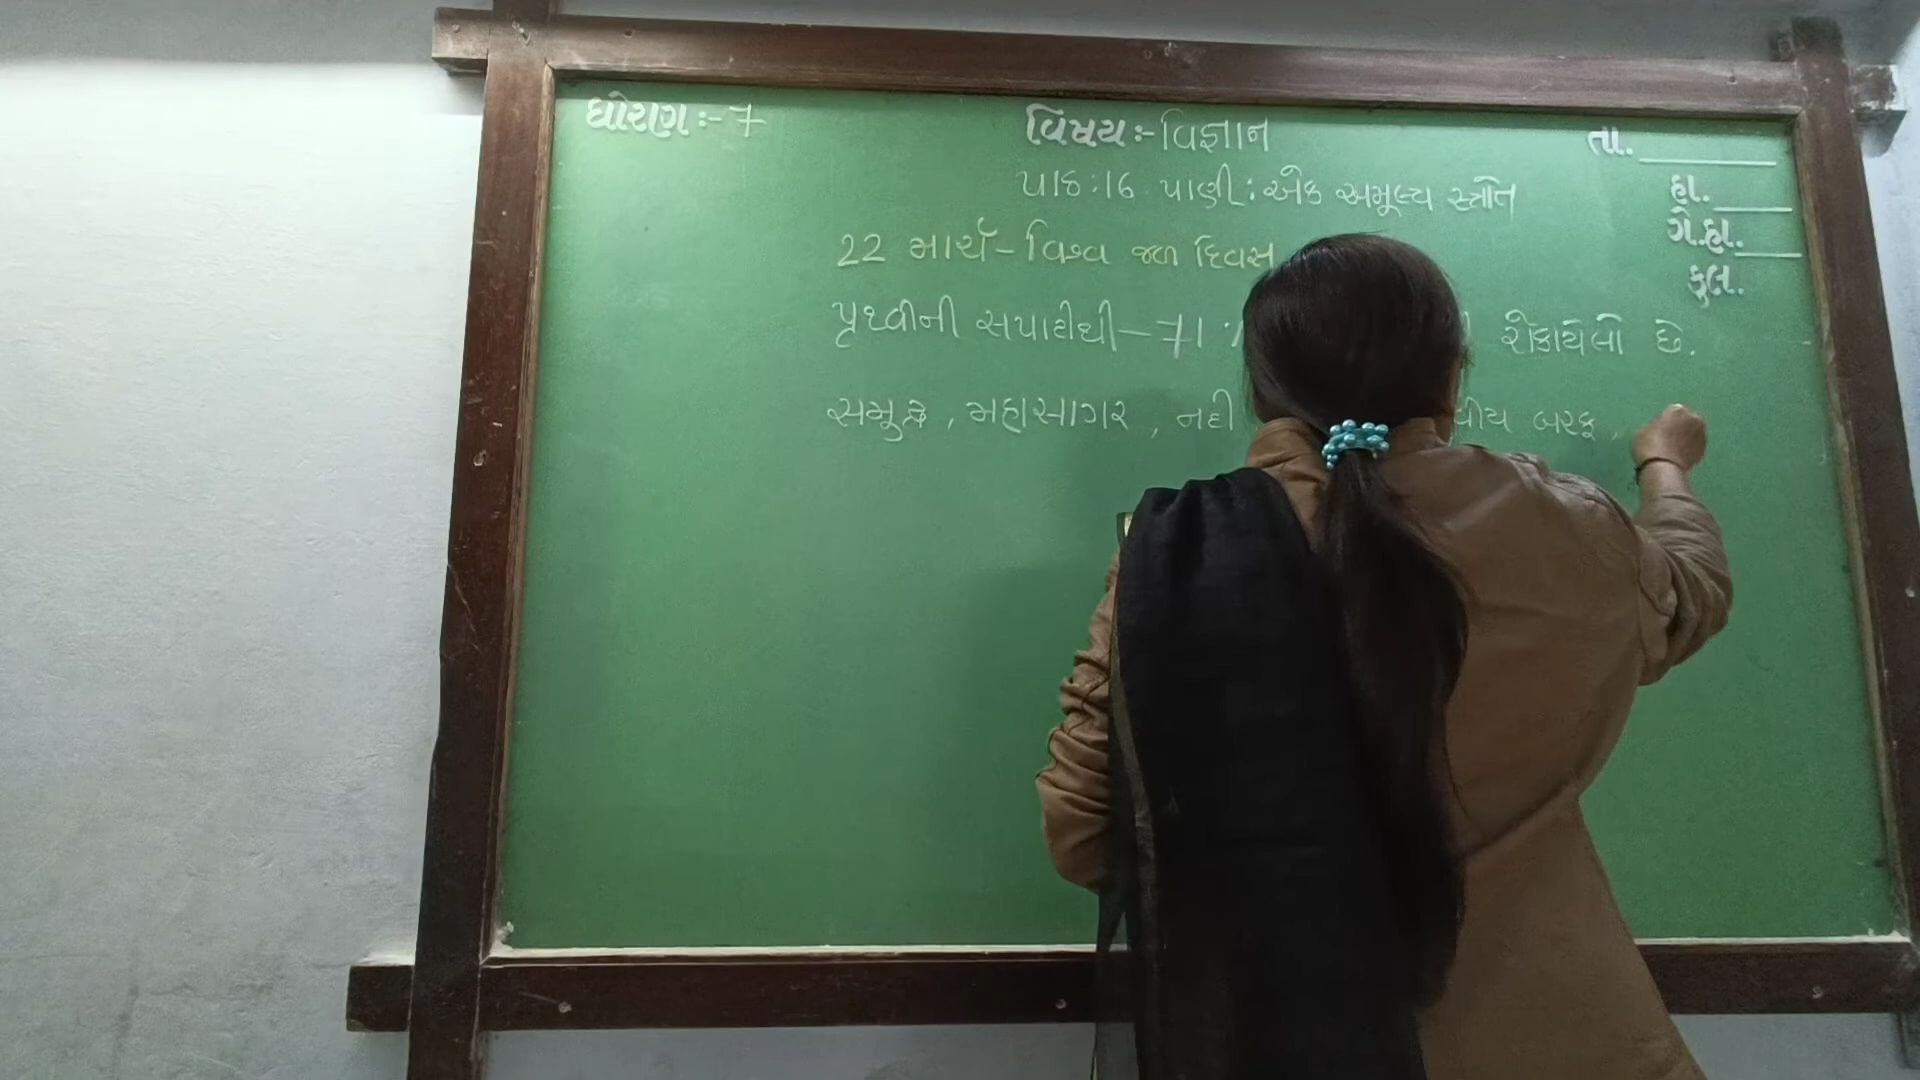 ધોરણ :- 7
વિષય :- વિજ્ઞાન
તા.
પાઠ : 16 પાણી : એક અમૂલ્ય સ્ત્રોત
હા.
ગે.હા.
કુલ.
22 માર્ચ - વિશ્વ જળ દિવસ
પૃથ્વીની સપાટીથી - 71 % રોકાયેલો છે.
સમુદ્ર , મહાસાગર , નદી બરફ ,